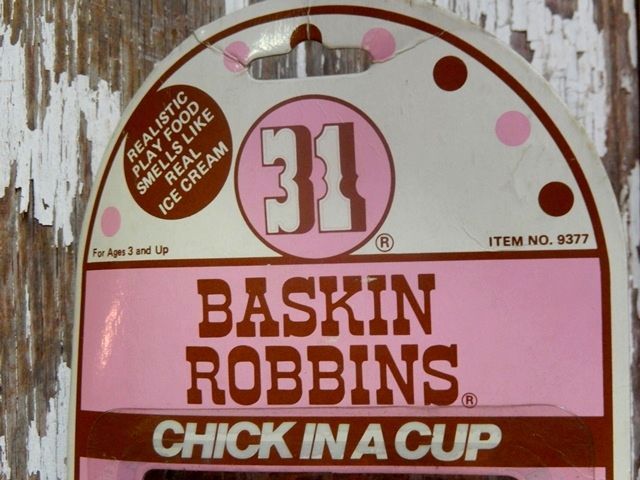 REALISTIC
PLAY FOOD
SMELLS LIKE
REAL
ICE CREAM
31®
For Ages 3 and Up
ITEM NO. 9377
BASKIN
ROBBINS®
CHICK IN A CUP